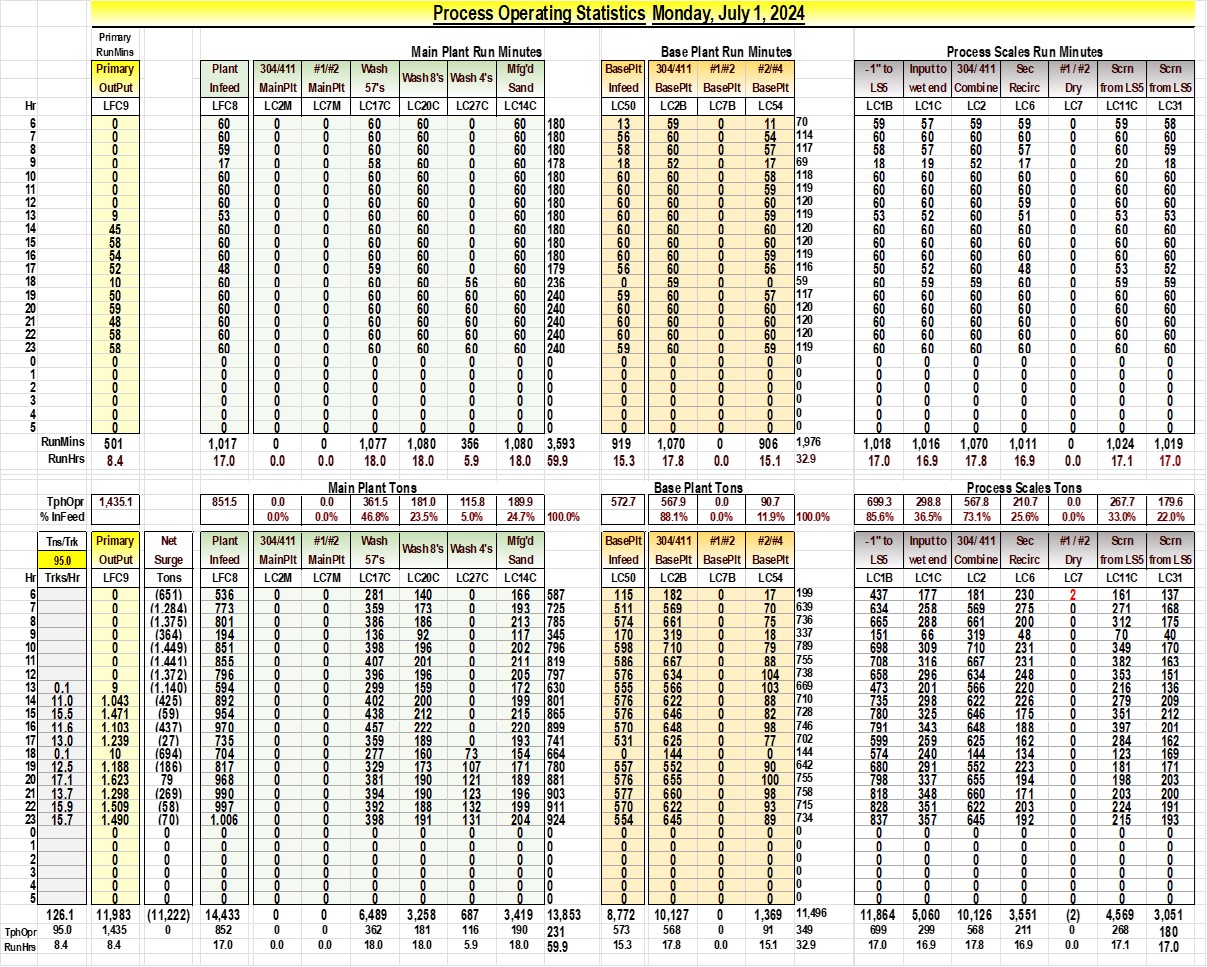 Process Operating Statistics Monday, July 1, 2024
Primary
RunMins Main Plant Run Minutes Base Plant Run Minutes Process Scales Run Minutes
Primary Plant 304/411 #1/#2 Wash Wash 8's Wash 4's Mfg'd BasePlt 304/411 #1/#2 #2/#4 -1" to Input to 304/ 411 Sec #1 / #2 Scrn Scrn
OutPut Infeed MainPlt MainPlt 57's Sand Infeed BasePlt BasePlt BasePlt LS5 wet end Combine Recirc Dry from LS5 from LS5
Hr LFC9 LFC8 LC2M LC7M LC17C LC20C LC27C LC14C LC50 LC2B LC7B LC54 LC1B LC1C LC2 LC6 LC7 LC11C LC31
6 0 60 0 0 60 60 0 60 180 13 59 0 11 70 59 57 59 59 0 59 58
7 0 60 0 0 60 60 0 60 180 56 60 0 54 114 60 60 60 60 0 60 60
8 0 59 0 0 60 60 0 60 180 58 60 0 57 117 58 57 60 57 0 60 59
9 0 17 0 0 58 60 0 60 178 18 52 0 17 69 18 19 52 17 0 20 18
10 0 60 0 0 60 60 0 60 180 60 60 0 58 118 60 60 60 60 0 60 60
11 0 60 0 0 60 60 0 60 180 60 60 0 59 119 60 60 60 60 0 60 60
12 0 60 0 0 60 60 0 60 180 60 60 0 60 120 60 60 60 59 0 60 60
13 9 53 0 0 60 60 0 60 180 60 60 0 59 119 53 52 60 51 0 53 53
14 45 60 0 0 60 60 0 60 180 60 60 0 60 120 60 60 60 60 0 60 60
15 58 60 0 0 60 60 0 60 180 60 60 0 60 120 60 60 60 60 0 60 60
16 54 60 0 0 60 60 0 60 180 60 60 0 59 119 60 60 60 60 0 60 60
17 52 48 0 0 59 60 0 60 179 56 60 0 56 116 50 52 60 48 0 53 52
18 10 60 0 0 60 60 56 60 236 0 59 0 0 59 60 59 59 60 0 59 59
19 50 60 0 0 60 60 60 60 240 59 60 0 57 117 60 60 60 60 0 60 60
20 59 60 0 0 60 60 60 60 240 60 60 0 60 120 60 60 60 60 0 60 60
21 48 60 0 0 60 60 60 60 240 60 60 0 60 120 60 60 60 60 0 60 60
22 58 60 0 0 60 60 60 60 240 60 60 0 60 120 60 60 60 60 0 60 60
23 58 60 0 0 60 60 60 60 240 59 60 0 59 119 60 60 60 60 0 60 60
0 0 0 0 0 0 0 0 0 0 0 0 0 0 0 0 0 0 0 0 0 0
1 0 0 0 0 0 0 0 0 0 0 0 0 0 0 0 0 0 0 0 0 0
2 0 0 0 0 0 0 0 0 0 0 0 0 0 0 0 0 0 0 0 0 0
3 0 0 0 0 0 0 0 0 0 0 0 0 0 0 0 0 0 0 0 0 0
4 0 0 0 0 0 0 0 0 0 0 0 0 0 0 0 0 0 0 0 0 0
5 0 0 0 0 0 0 0 0 0 0 0 0 0 0 0 0 0 0 0 0 0
RunMins 501 1,017 0 0 1,077 1,080 356 1,080 3,593 919 1,070 0 906 1,976 1,018 1,016 1,070 1,011 0 1,024 1,019
RunHrs 8.4 17.0 0.0 0.0 18.0 18.0 5.9 18.0 59.9 15.3 17.8 0.0 15.1 32.9 17.0 16.9 17.8 16.9 0.0 17.1 17.0
Main Plant Tons Base Plant Tons Process Scales Tons
TphOpr 1,435.1 851.5 0.0 0.0 361.5 181.0 115.8 189.9 572.7 567.9 0.0 90.7 699.3 298.8 567.8 210.7 0.0 267.7 179.6
% InFeed 0.0% 0.0% 46.8% 23.5% 5.0% 24.7% 100.0% 88.1% 0.0% 11.9% 100.0% 85.6% 36.5% 73.1% 25.6% 0.0% 33.0% 22.0%
Tns/Trk Primary Net Plant 304/411 #1/#2 Wash Wash 8's Wash 4's Mfg'd BasePlt 304/411 #1/#2 #2/#4 -1" to Input to 304/ 411 Sec #1 / #2 Scrn Scrn
95.0 OutPut Surge Infeed MainPlt MainPlt 57's Sand Infeed BasePlt BasePlt BasePlt LS5 wet end Combine Recirc Dry from LS5 from LS5
Hr Trks/Hr LFC9 Tons LFC8 LC2M LC7M LC17C LC20C LC27C LC14C LC50 LC2B LC7B LC54 LC1B LC1C LC2 LC6 LC7 LC11C LC31
6 0 (651) 536 0 0 281 140 0 166 587 115 182 0 17 199 437 177 181 230 2 161 137
7 0 (1.284) 773 0 0 359 173 0 193 725 511 569 0 70 639 634 258 569 275 0 271 168
8 0 (1.375) 801 0 0 386 186 0 213 785 574 661 0 75 736 665 288 661 200 0 312 175
9 0 (364) 194 0 0 136 92 0 117 345 170 319 0 18 337 151 66 319 48 0 70 40
10 0 (1.449) 851 0 0 398 196 0 202 796 598 710 0 79 789 698 309 710 231 0 349 170
11 0 (1.441) 855 0 0 407 201 0 211 819 586 667 0 88 755 708 316 667 231 0 382 163
12 0 (1.372) 796 0 0 396 196 0 205 797 576 634 0 104 738 658 296 634 248 0 353 151
13 0.1 9 (1.140) 594 0 0 299 159 0 172 630 555 566 0 103 669 473 201 566 220 0 216 136
14 11.0 1.043 (425) 892 0 0 402 200 0 199 801 576 622 0 88 710 735 298 622 226 0 279 209
15 15.5 1.471 (59) 954 0 0 438 212 0 215 865 576 646 0 82 728 780 325 646 175 0 351 212
16 11.6 1.103 (437) 970 0 0 457 222 0 220 899 570 648 0 98 746 791 343 648 188 0 397 201
17 13.0 1.239 (27) 735 0 0 359 189 0 193 741 531 625 0 77 702 599 259 625 162 0 284 162
18 0.1 10 (694) 704 0 0 277 160 73 154 664 0 144 0 0 144 574 240 144 134 0 123 169
19 12.5 1.188 (186) 817 0 0 329 173 107 171 780 557 552 0 90 642 680 291 552 223 0 181 171
20 17.1 1.623 79 968 0 0 381 190 121 189 881 576 655 0 100 755 798 337 655 194 0 198 203
21 13.7 1.298 (269) 990 0 0 394 190 123 196 903 577 660 0 98 758 818 348 660 171 0 203 200
22 15.9 1.509 (58) 997 0 0 392 188 132 199 911 570 622 0 93 715 828 351 622 203 0 224 191
23 15.7 1.490 (70) 1.006 0 0 398 191 131 204 924 554 645 0 89 734 837 357 645 192 0 215 193
0 0 0 0 0 0 0 0 0 0 0 0 0 0 0 0 0 0 0 0 0 0 0
1 0 0 0 0 0 0 0 0 0 0 0 0 0 0 0 0 0 0 0 0 0 0
2 0 0 0 0 0 0 0 0 0 0 0 0 0 0 0 0 0 0 0 0 0 0
3 0 0 0 0 0 0 0 0 0 0 0 0 0 0 0 0 0 0 0 0 0 0
4 0 0 0 0 0 0 0 0 0 0 0 0 0 0 0 0 0 0 0 0 0 0
5 0 0 0 0 0 0 0 0 0 0 0 0 0 0 0 0 0 0 0 0 0 0
126.1 11,983 (11,222) 14,433 0 0 6,489 3,258 687 3,419 13,853 8,772 10,127 0 1,369 11,496 11,864 5,060 10,126 3,551 (2) 4,569 3,051
TphOpr 95.0 1,435 0 852 0 0 362 181 116 190 231 573 568 0 91 349 699 299 568 211 0 268 180
RunHrs 8.4 8.4 17.0 0.0 0.0 18.0 18.0 5.9 18.0 59.9 15.3 17.8 0.0 15.1 32.9 17.0 16.9 17.8 16.9 0.0 17.1 17.0